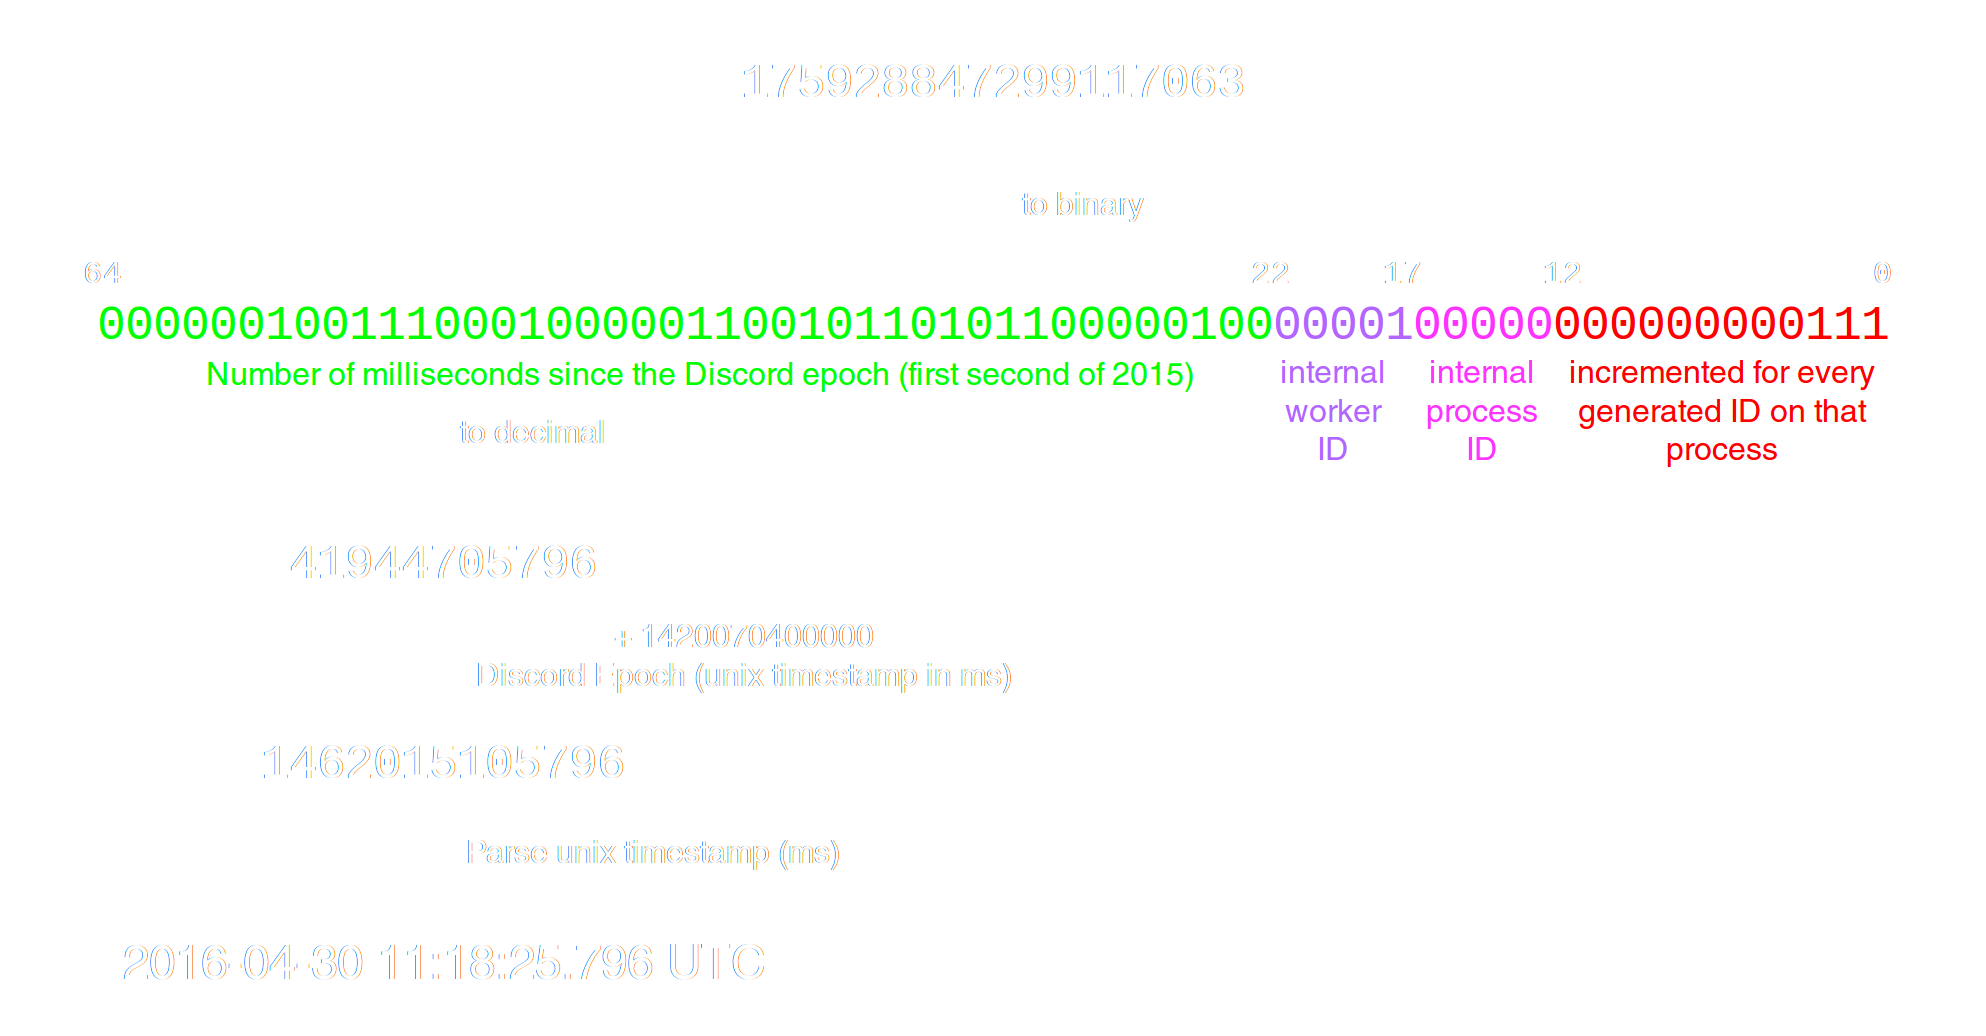 175928847299117063
to binary
64 22 17 12 0
0000001001110001000001100101101011000001000000100000000000000111
Number of milliseconds since the Discord epoch (first second of 2015)
internal
worker
ID
internal
process
ID
incremented for every
generated ID on that
process
to decimal
41944705796
+ 1420070400000
Discord Epoch (unix timestamp in ms)
1462015105796
Parse unix timestamp (ms)
2016-04-30 11:18:25.796 UTC